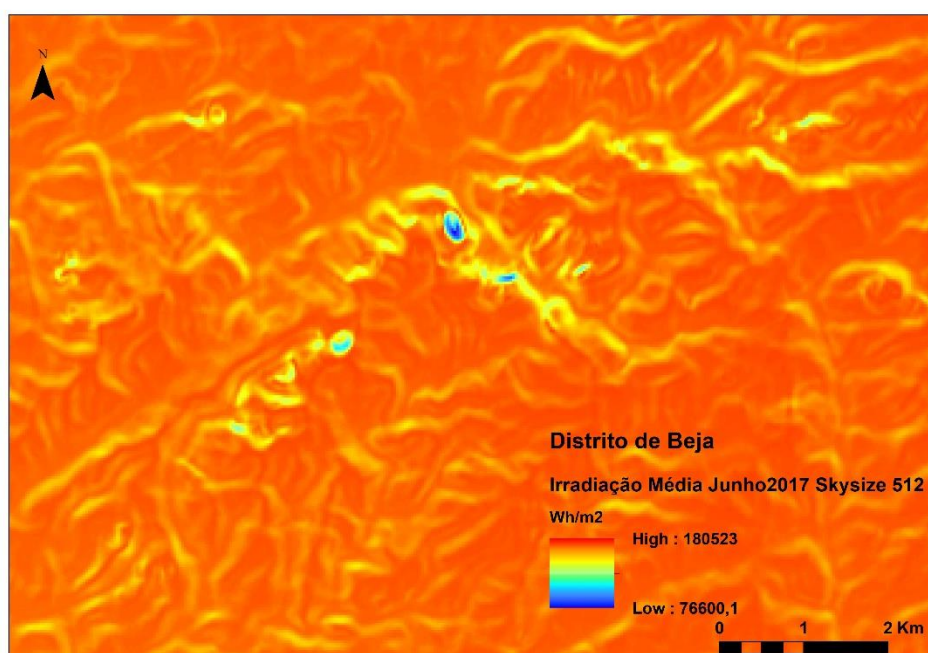 N
Distrito de Beja
Irradiação Média Junho2017 Skysize 512
Wh/m2
High : 180523
Low : 76600,1
0 1 2 Km